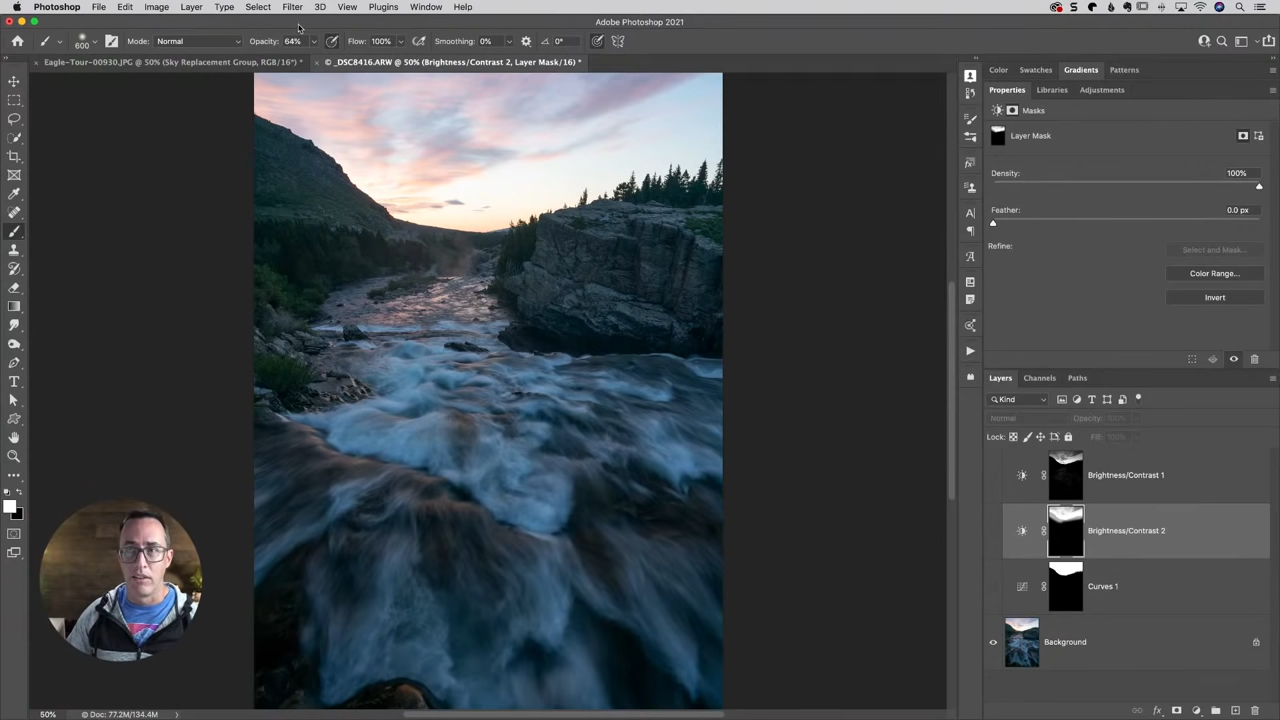 Photoshop File Edit Image Layer Type Select Filter 3D View Plugins Window Help
Adobe Photoshop 2021
600 Mode: Normal Opacity: 64% Flow: 100% Smoothing: 0% 0°
Eagle-Tour-00930.JPG @ 50% (Sky Replacement Group, RGB/16*) * © _DSC8416.ARW @ 50% (Brightness/Contrast 2, Layer Mask/16) *
Color Swatches Gradients Patterns
Properties Libraries Adjustments
Masks
Layer Mask
Density: 100%
Feather: 0.0 px
Refine:
Select and Mask...
Color Range...
Invert
Layers Channels Paths
Kind
Normal Opacity: 100%
Lock: Fill: 100%
Brightness/Contrast 1
Brightness/Contrast 2
Curves 1
Background
50% Doc: 77.2M/134.4M